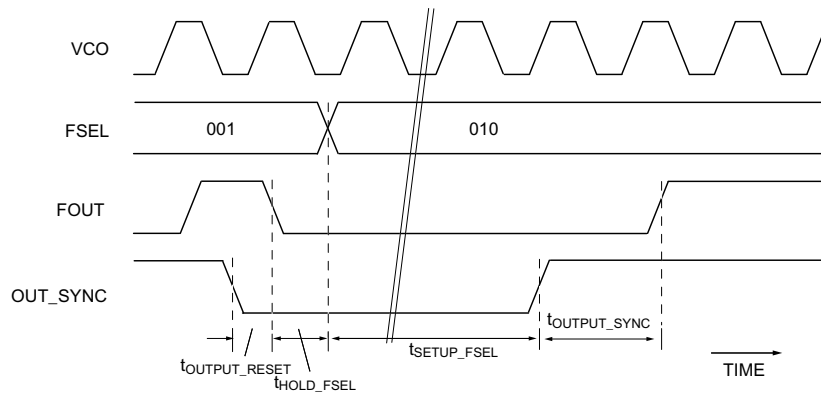 VCO
FSEL
001
010
FOUT
OUT_SYNC
tOUTPUT_RESET
tHOLD_FSEL
tSETUP_FSEL
tOUTPUT_SYNC
TIME